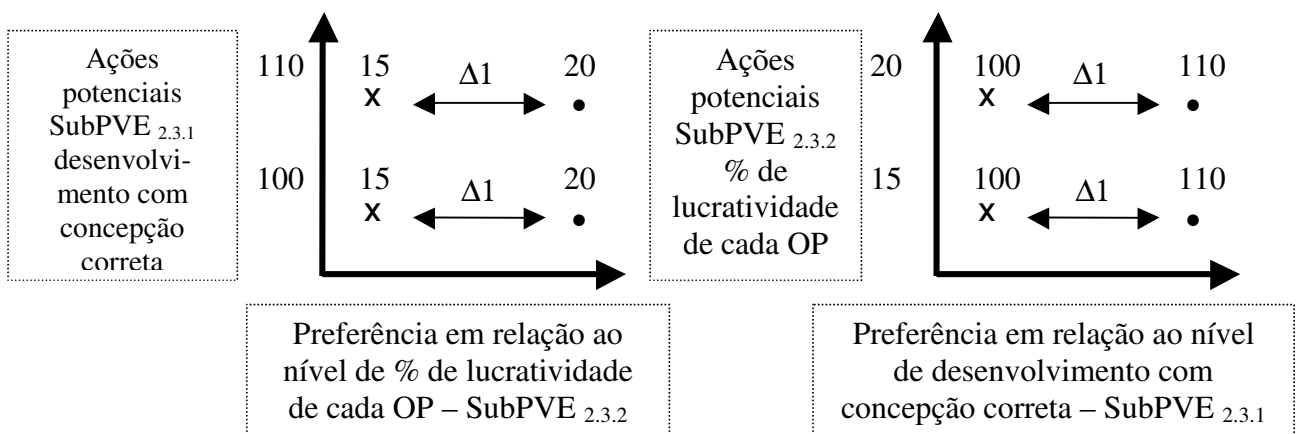 Ações
potenciais
SubPVE 2.3.1
desenvolvi-
mento com
concepção
correta
110
15
Δ1
20
x
100
15
Δ1
20
x
Preferência em relação ao
nível de % de lucratividade
de cada OP – SubPVE 2.3.2
Ações
potenciais
SubPVE 2.3.2
% de
lucratividade
de cada OP
20
100
Δ1
110
x
15
100
Δ1
110
x
Preferência em relação ao nível
de desenvolvimento com
concepção correta – SubPVE 2.3.1